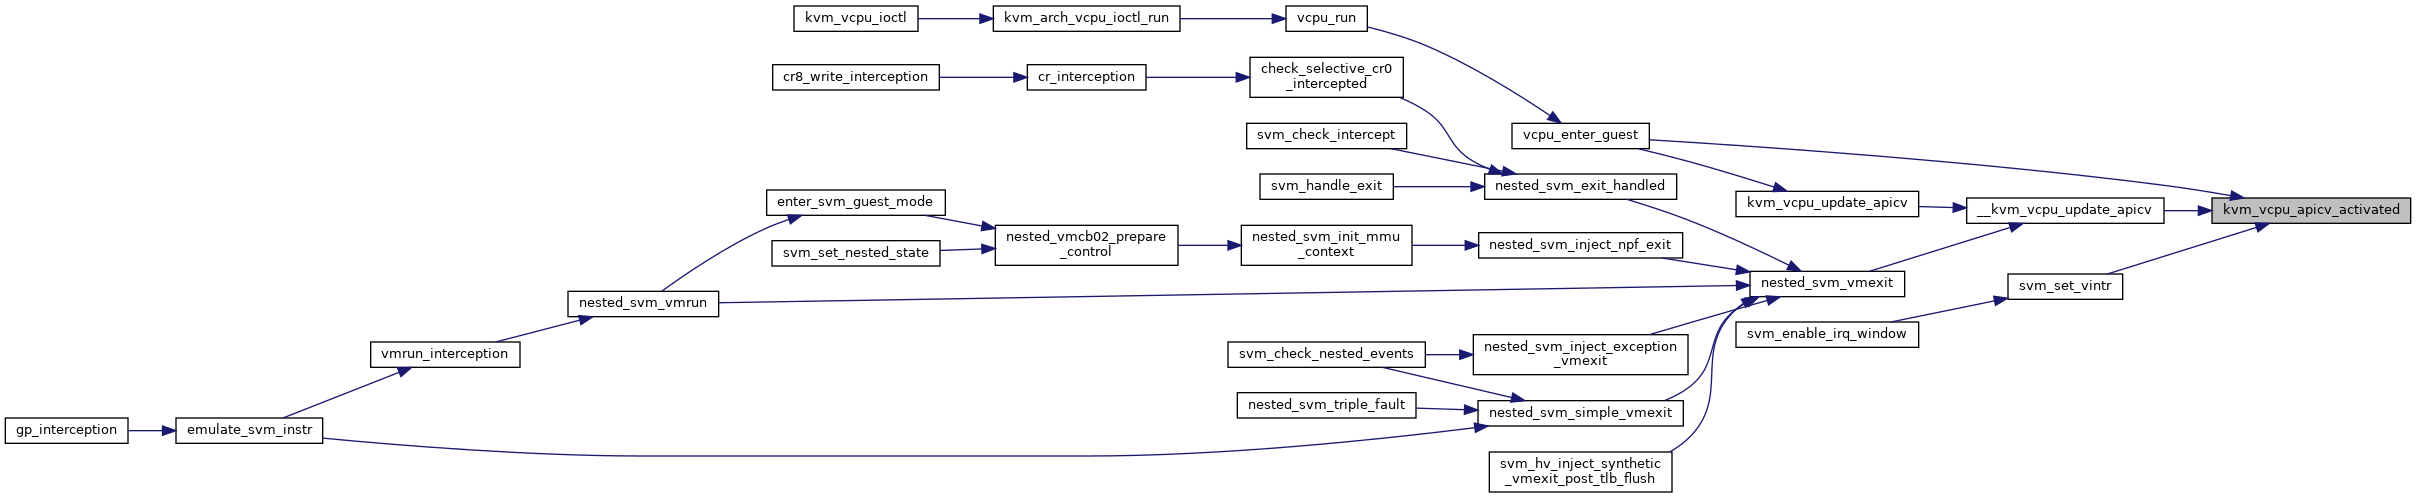 kvm_vcpu_ioctl
kvm_arch_vcpu_ioctl_run
vcpu_run
cr8_write_interception
cr_interception
check_selective_cr0
_intercepted
svm_check_intercept
vcpu_enter_guest
svm_handle_exit
nested_svm_exit_handled
enter_svm_guest_mode
kvm_vcpu_update_apicv
__kvm_vcpu_update_apicv
kvm_vcpu_apicv_activated
svm_set_nested_state
nested_vmcb02_prepare
_control
nested_svm_init_mmu
_context
nested_svm_inject_npf_exit
nested_svm_vmrun
nested_svm_vmexit
svm_set_vintr
svm_enable_irq_window
vmrun_interception
svm_check_nested_events
nested_svm_inject_exception
_vmexit
nested_svm_triple_fault
nested_svm_simple_vmexit
gp_interception
emulate_svm_instr
svm_hv_inject_synthetic
_vmexit_post_tlb_flush